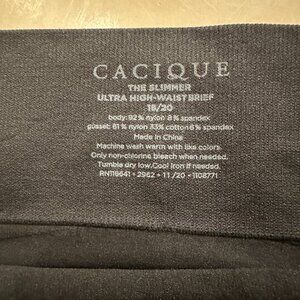 CACIQUE
THE SLIMMER
ULTRA HIGH-WAIST BRIEF
18/20
body: 92% nylon 8% spandex
gusset: 61% nylon 33% cotton 6% spandex
Made in China
Machine wash warm with like colors.
Only non-chlorine bleach when needed.
Tumble dry low. Cool Iron if needed.
RN116641 • 2962 • 11/20 • 1108771